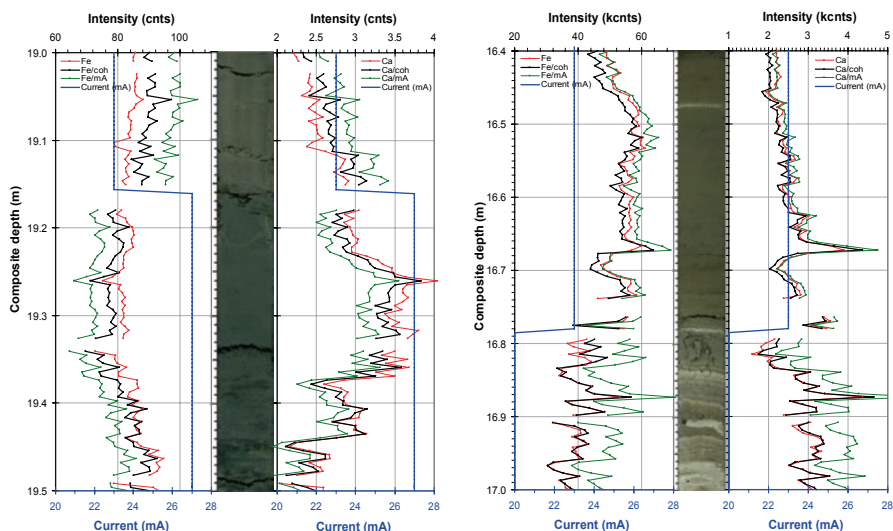 Intensity (cnts)
60 80 100
Intensity (cnts)
2 2.5 3 3.5 4
Intensity (kcnts)
20 40 60
Intensity (kcnts)
1 2 3 4 5
Fe
Fe/coh
Fe/mA
Current (mA)
Ca
Ca/coh
Ca/mA
Current (mA)
Fe
Fe/coh
Fe/mA
Current (mA)
Ca
Ca/coh
Ca/mA
Current (mA)
Composite depth (m)
19.0
19.1
19.2
19.3
19.4
19.5
Composite depth (m)
16.4
16.5
16.6
16.7
16.8
16.9
17.0
20 22 24 26 28
Current (mA)
20 22 24 26 28
Current (mA)
20 22 24 26 28
Current (mA)
20 22 24 26 28
Current (mA)